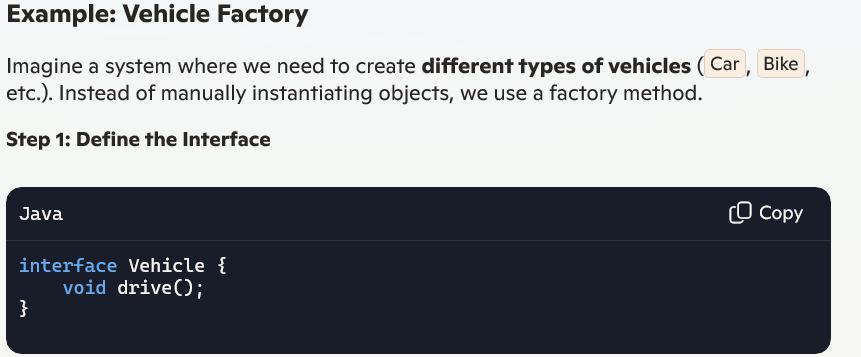 Example: Vehicle Factory
Imagine a system where we need to create different types of vehicles ( Car , Bike ,
etc.). Instead of manually instantiating objects, we use a factory method.
Step 1: Define the Interface
Java Copy
interface Vehicle {
    void drive();
}